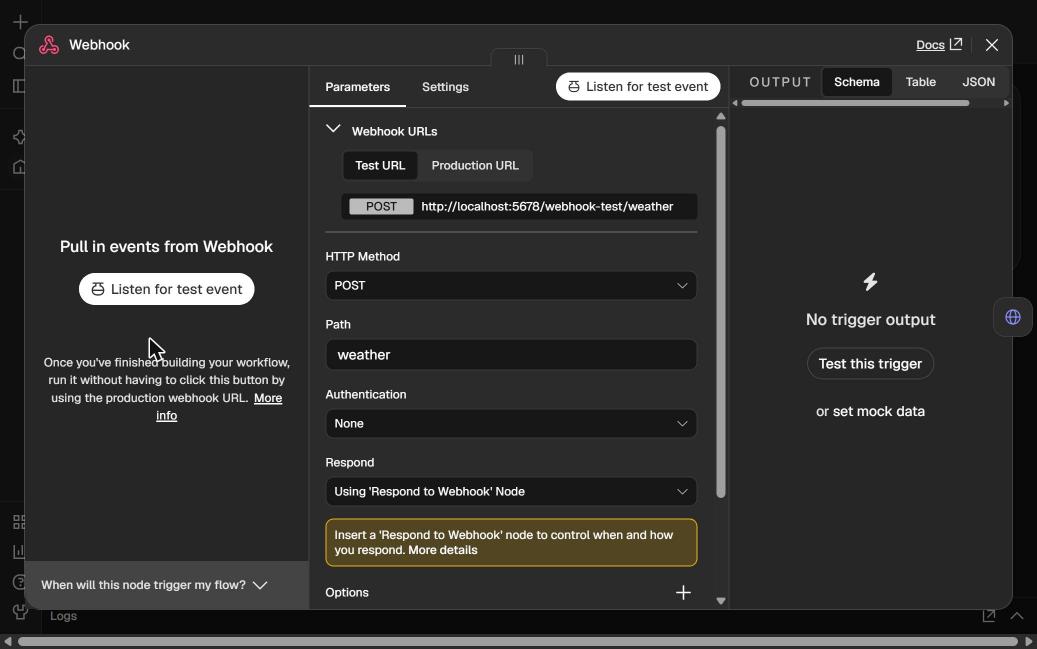 Webhook
Docs
Parameters
Settings
Listen for test event
OUTPUT
Schema
Table
JSON
Pull in events from Webhook
Listen for test event
Once you've finished building your workflow,
run it without having to click this button by
using the production webhook URL. More
info
When will this node trigger my flow?
Webhook URLs
Test URL
Production URL
POST
http://localhost:5678/webhook-test/weather
HTTP Method
POST
Path
weather
Authentication
None
Respond
Using 'Respond to Webhook' Node
Insert a 'Respond to Webhook' node to control when and how
you respond. More details
Options
No trigger output
Test this trigger
or set mock data
Logs